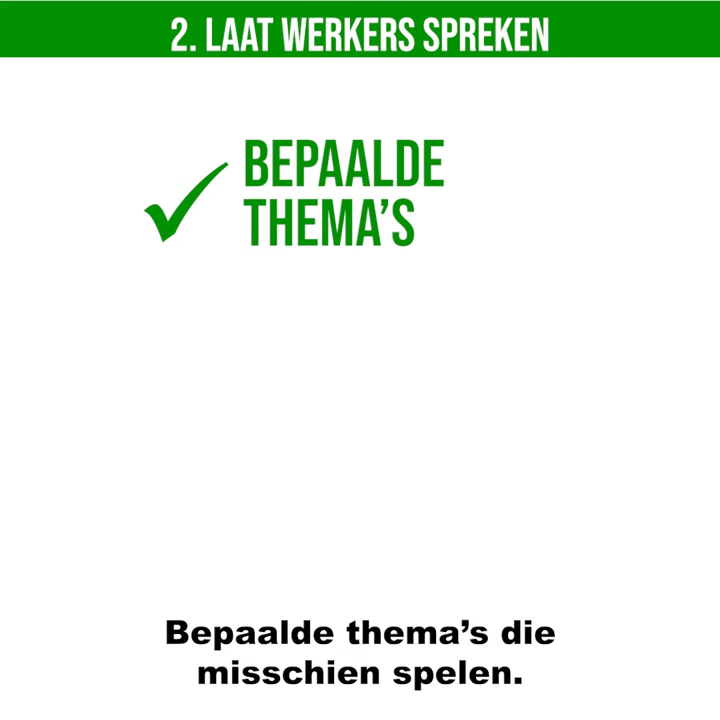 2. LAAT WERKERS SPREKEN
BEPAALDE
THEMA’S
Bepaalde thema’s die
misschien spelen.